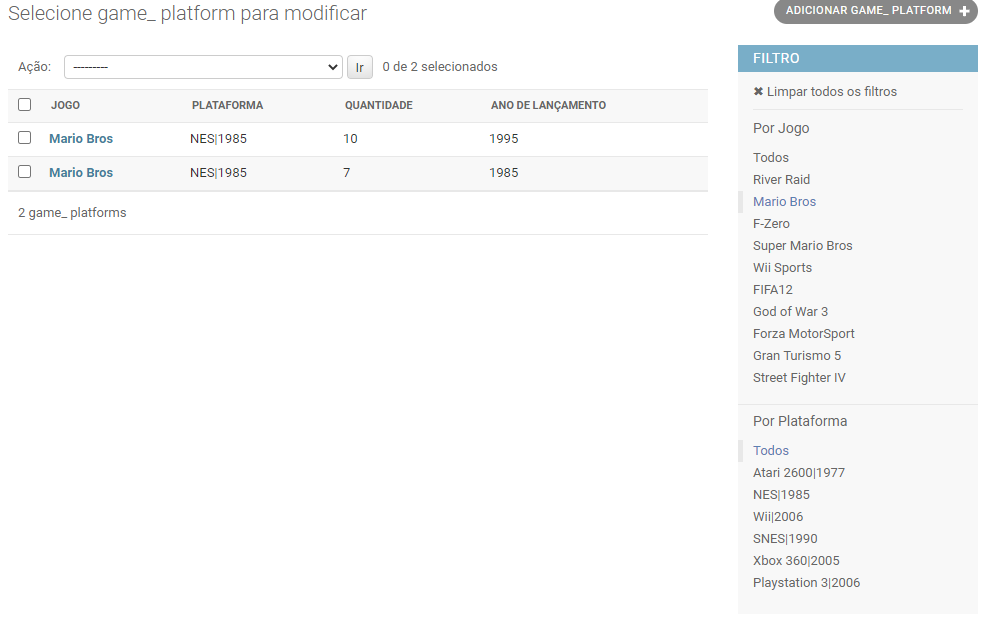 Selecione game_ platform para modificar
ADICIONAR GAME_ PLATFORM +
Ação: --------- Ir 0 de 2 selecionados
JOGO PLATAFORMA QUANTIDADE ANO DE LANÇAMENTO
Mario Bros NES|1985 10 1995
Mario Bros NES|1985 7 1985
2 game_ platforms
FILTRO
✖ Limpar todos os filtros
Por Jogo
Todos
River Raid
Mario Bros
F-Zero
Super Mario Bros
Wii Sports
FIFA12
God of War 3
Forza MotorSport
Gran Turismo 5
Street Fighter IV
Por Plataforma
Todos
Atari 2600|1977
NES|1985
Wii|2006
SNES|1990
Xbox 360|2005
Playstation 3|2006